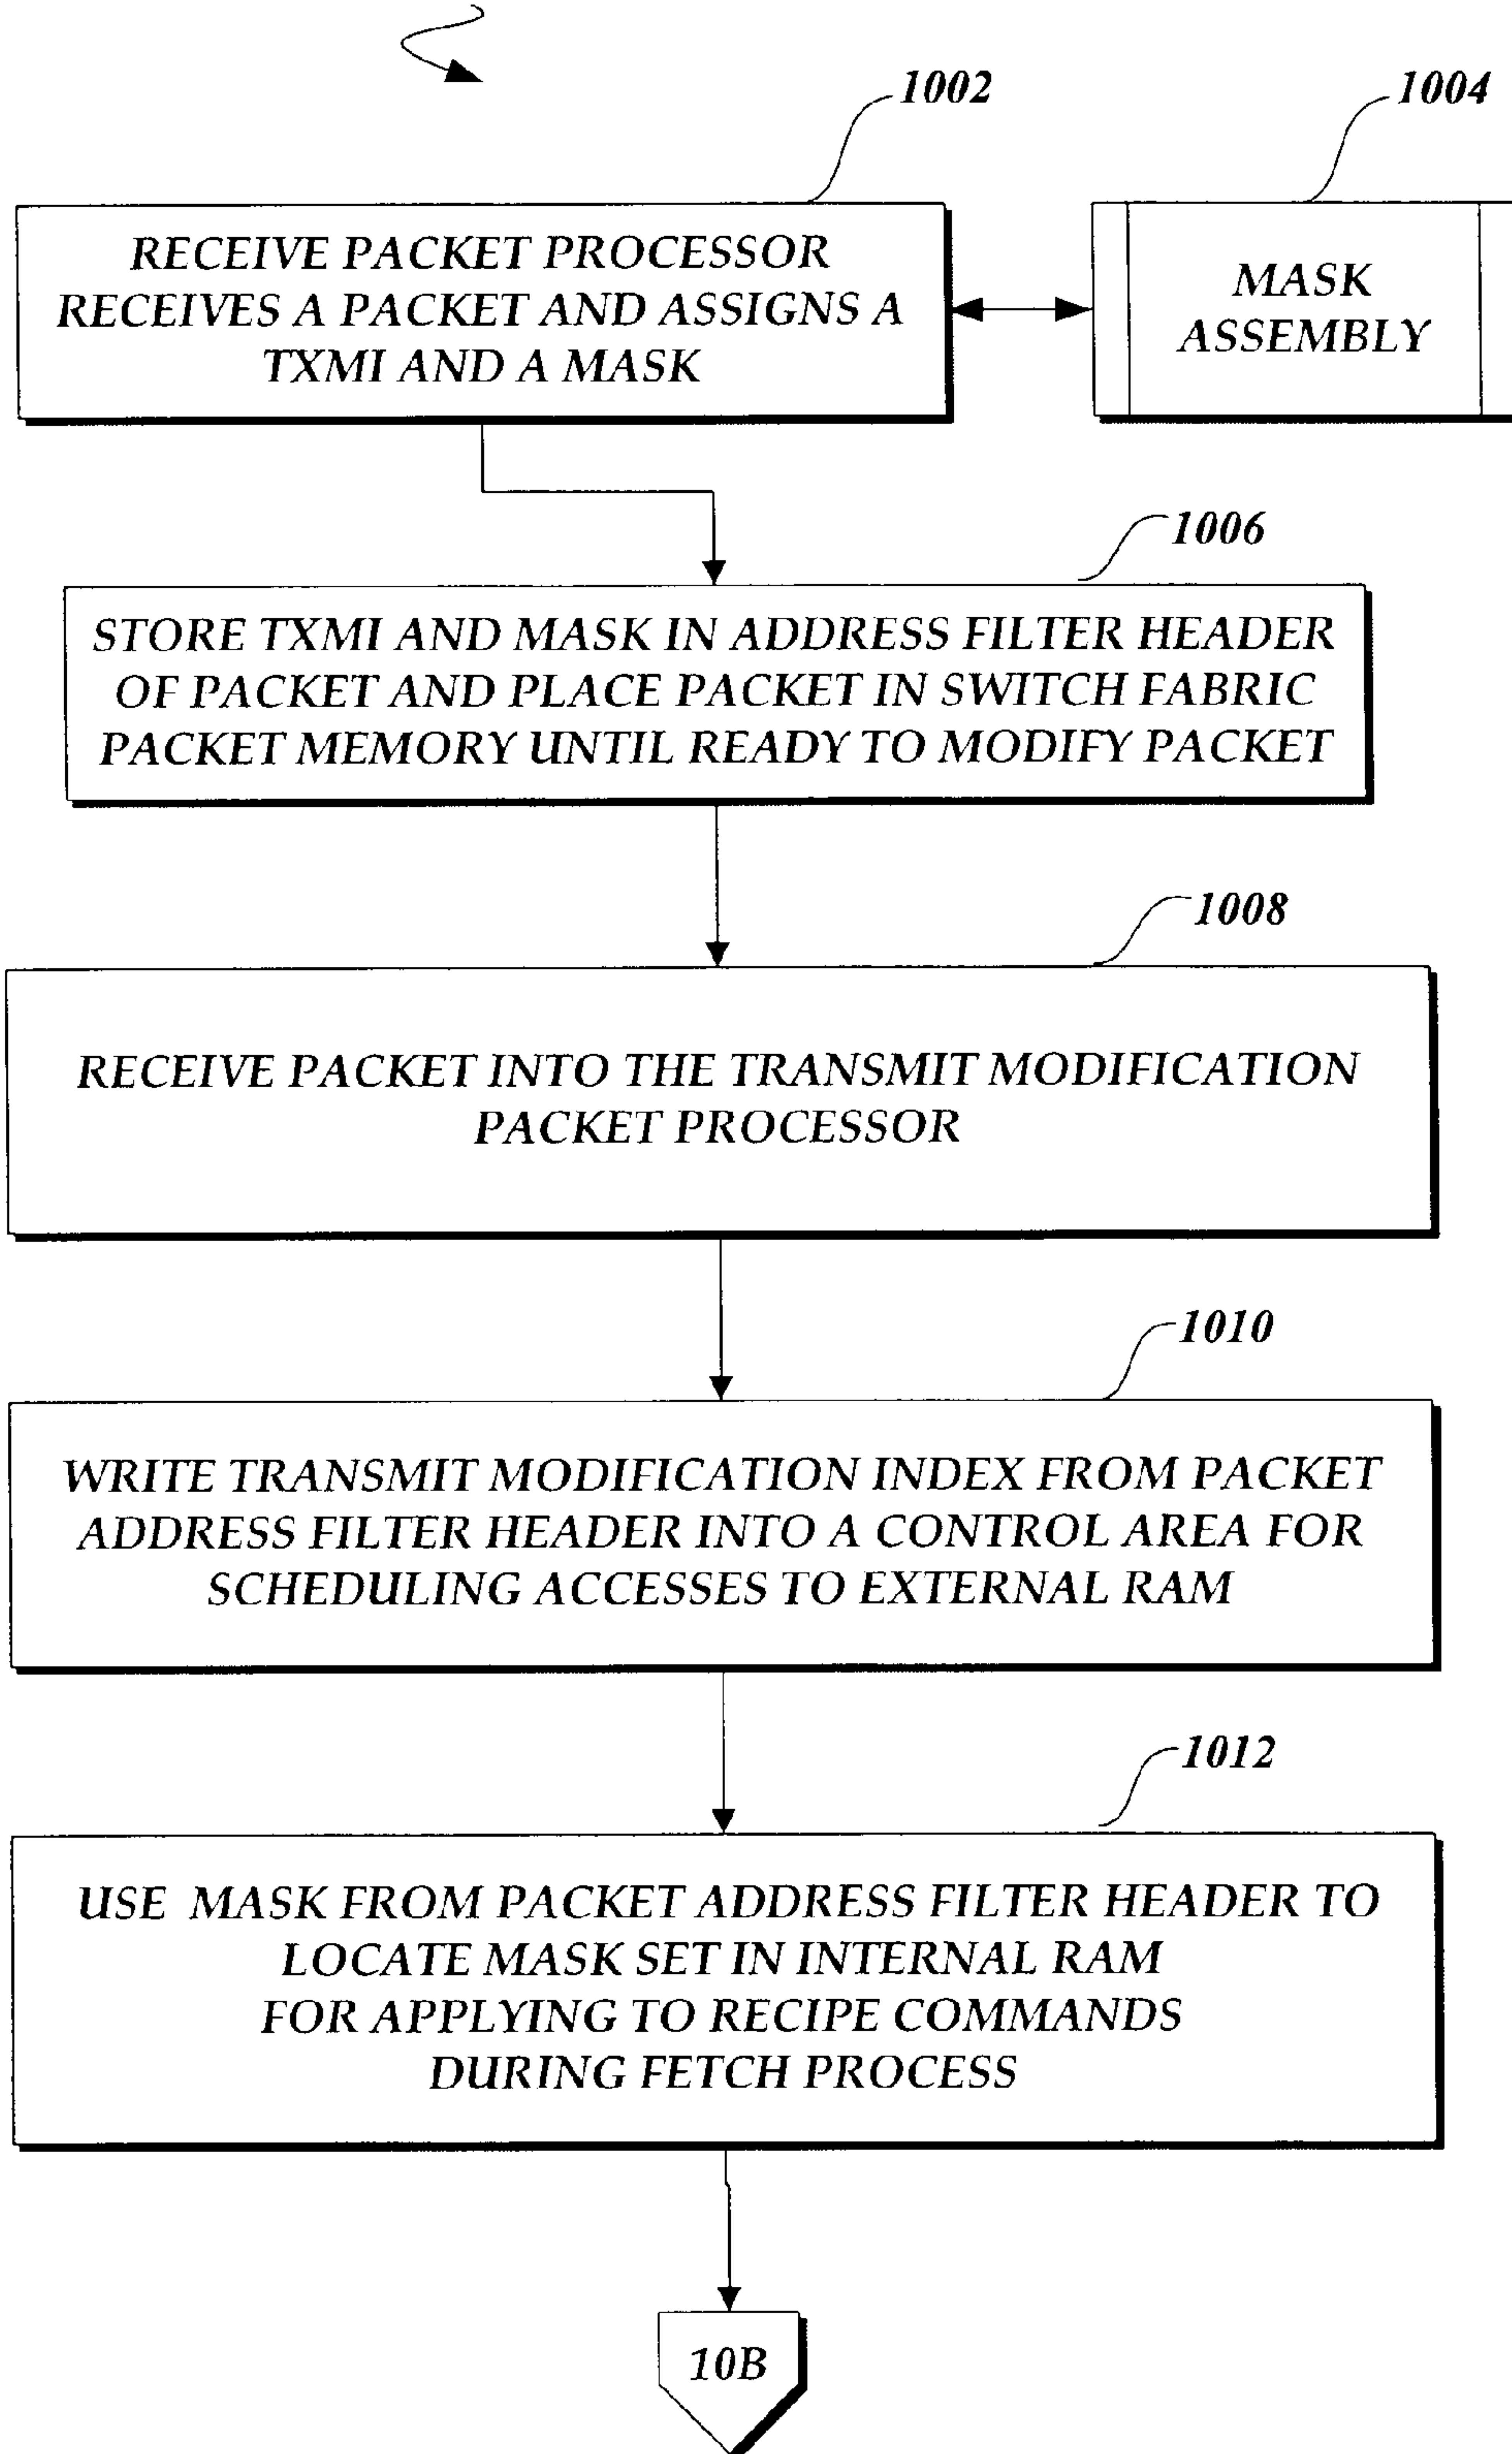 1002
1004
RECEIVE PACKET PROCESSOR
RECEIVES A PACKET AND ASSIGNS A
TXMI AND A MASK
MASK
ASSEMBLY
1006
STORE TXMI AND MASK IN ADDRESS FILTER HEADER
OF PACKET AND PLACE PACKET IN SWITCH FABRIC
PACKET MEMORY UNTIL READY TO MODIFY PACKET
1008
RECEIVE PACKET INTO THE TRANSMIT MODIFICATION
PACKET PROCESSOR
1010
WRITE TRANSMIT MODIFICATION INDEX FROM PACKET
ADDRESS FILTER HEADER INTO A CONTROL AREA FOR
SCHEDULING ACCESSES TO EXTERNAL RAM
1012
USE MASK FROM PACKET ADDRESS FILTER HEADER TO
LOCATE MASK SET IN INTERNAL RAM
FOR APPLYING TO RECIPE COMMANDS
DURING FETCH PROCESS
10B